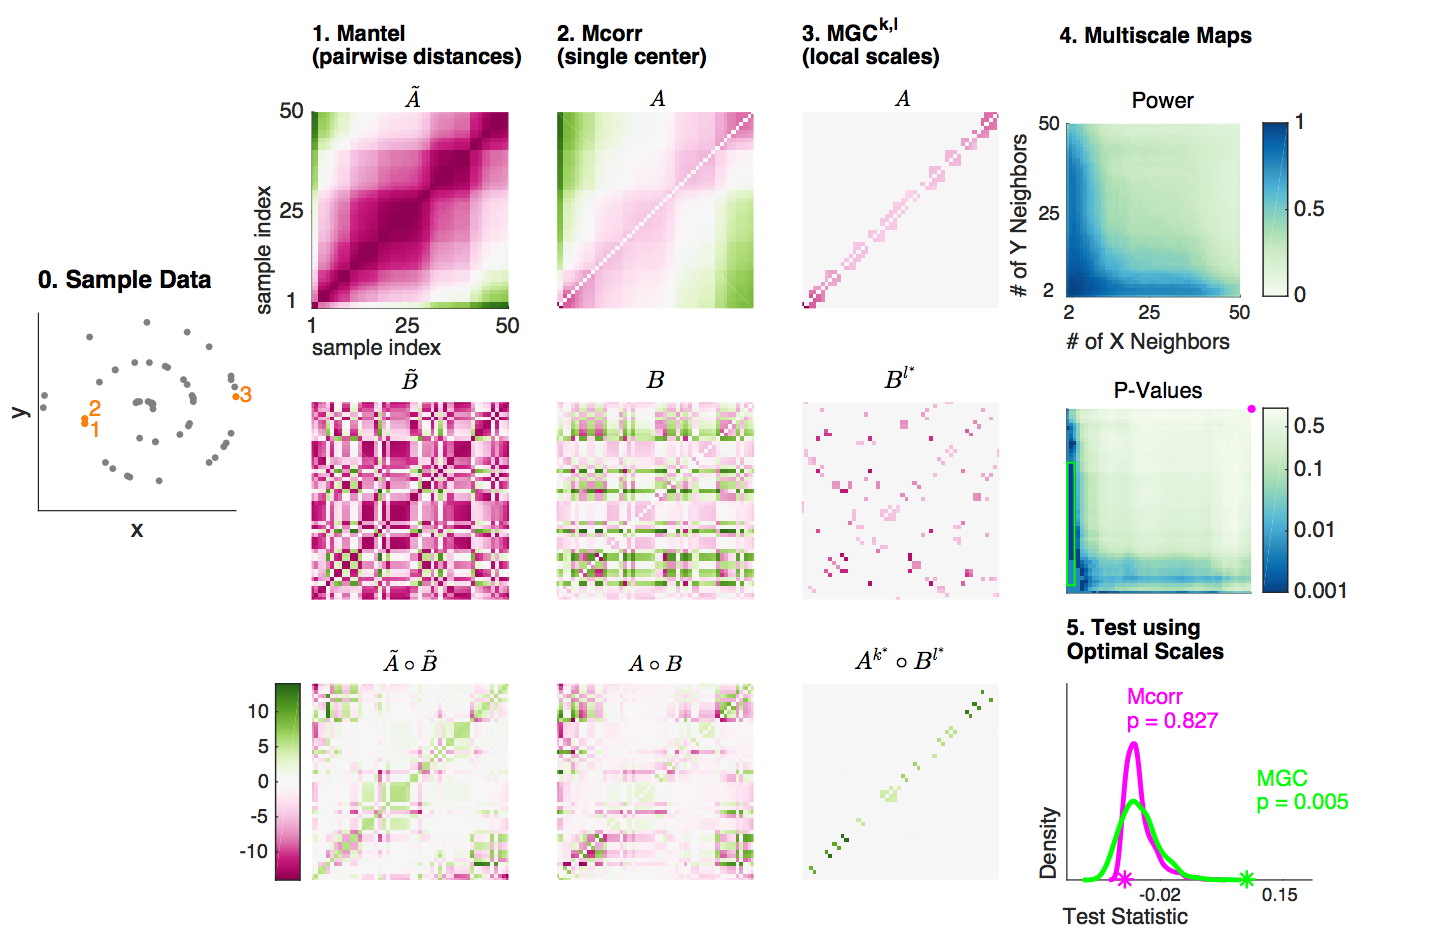 0. Sample Data
y
x
1
2
3
1. Mantel
(pairwise distances)
Ã
50
25
1
sample index
1 25 50
sample index
B̃
Ã ∘ B̃
10
5
0
-5
-10
2. Mcorr
(single center)
A
B
A ∘ B
3. MGC^{k,l}
(local scales)
A
B^{l*}
A^{k*} ∘ B^{l*}
4. Multiscale Maps
Power
50
25
2
# of Y Neighbors
2 25 50
# of X Neighbors
1
0.5
0
P-Values
0.5
0.1
0.01
0.001
5. Test using
Optimal Scales
Mcorr
p = 0.827
MGC
p = 0.005
Density
-0.02 0.15
Test Statistic